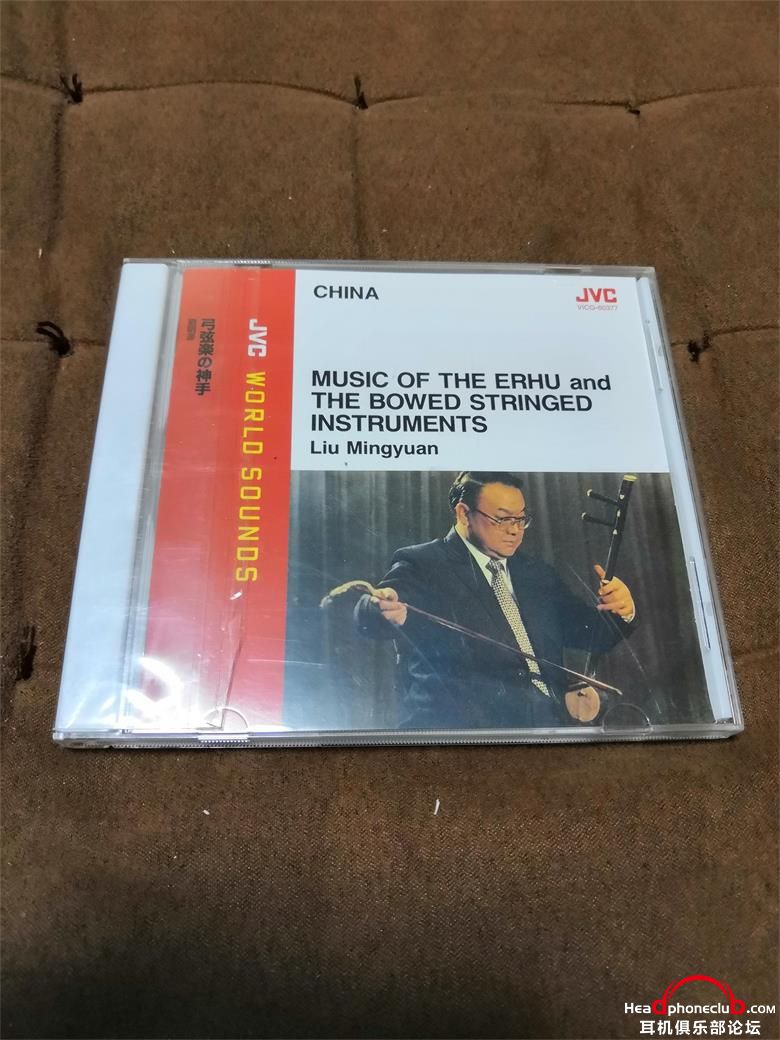 CHINA
JVC
VICG-60377
MUSIC OF THE ERHU and
THE BOWED STRINGED
INSTRUMENTS
Liu Mingyuan
JVC WORLD SOUNDS
弓弦楽の神手
HeadphoneclUb.COM
耳机俱乐部论坛